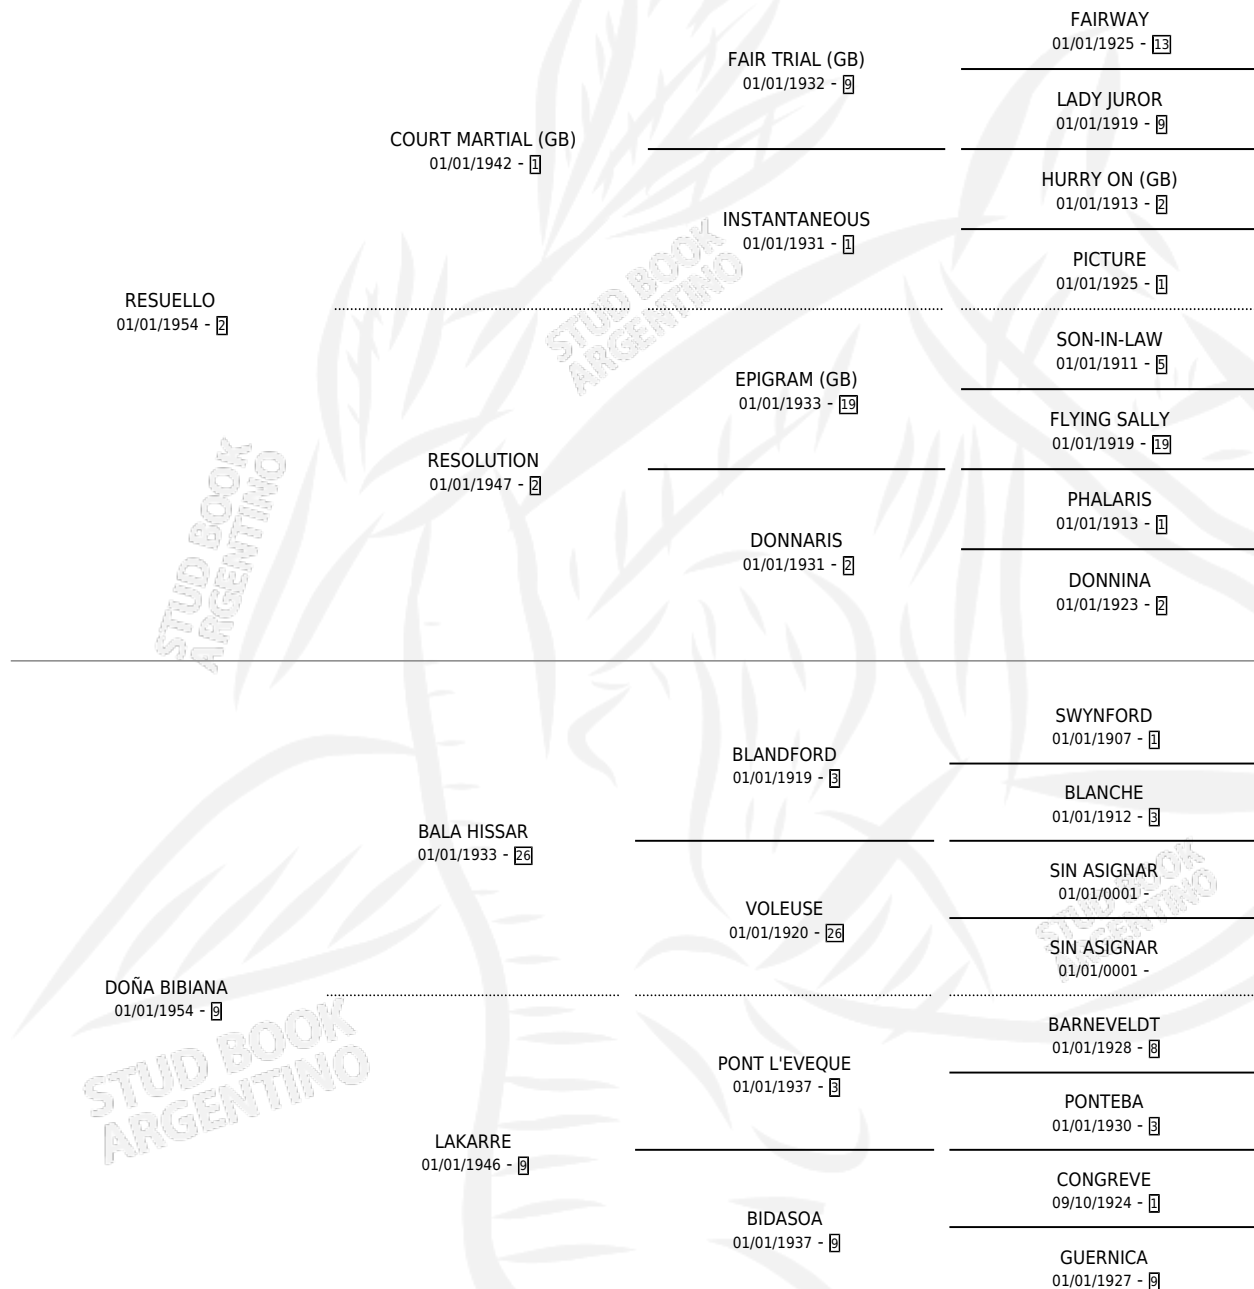 FAIRWAY
01/01/1925 - 13
FAIR TRIAL (GB)
01/01/1932 - 9
LADY JUROR
01/01/1919 - 9
COURT MARTIAL (GB)
01/01/1942 - 1
HURRY ON (GB)
01/01/1913 - 2
INSTANTANEOUS
01/01/1931 - 1
PICTURE
01/01/1925 - 1
RESUELLO
01/01/1954 - 2
STUD BOOK
ARGENTINO
SON-IN-LAW
01/01/1911 - 5
EPIGRAM (GB)
01/01/1933 - 19
FLYING SALLY
01/01/1919 - 19
RESOLUTION
01/01/1947 - 2
PHALARIS
01/01/1913 - 1
DONNARIS
01/01/1931 - 2
DONNINA
01/01/1923 - 2
STUD BOOK
ARGENTINO
SWYNFORD
01/01/1907 - 1
BLANDFORD
01/01/1919 - 3
BLANCHE
01/01/1912 - 3
BALA HISSAR
01/01/1933 - 26
SIN ASIGNAR
01/01/0001 -
VOLEUSE
01/01/1920 - 26
SIN ASIGNAR
01/01/0001 -
STUD BOOK
ARGENTINO
DOÑA BIBIANA
01/01/1954 - 9
BARNEVELDT
01/01/1928 - 8
PONT L'EVEQUE
01/01/1937 - 3
PONTEBA
01/01/1930 - 3
STUD BOOK
ARGENTINO
LAKARRE
01/01/1946 - 9
CONGREVE
09/10/1924 - 1
BIDASOA
01/01/1937 - 9
GUERNICA
01/01/1927 - 9